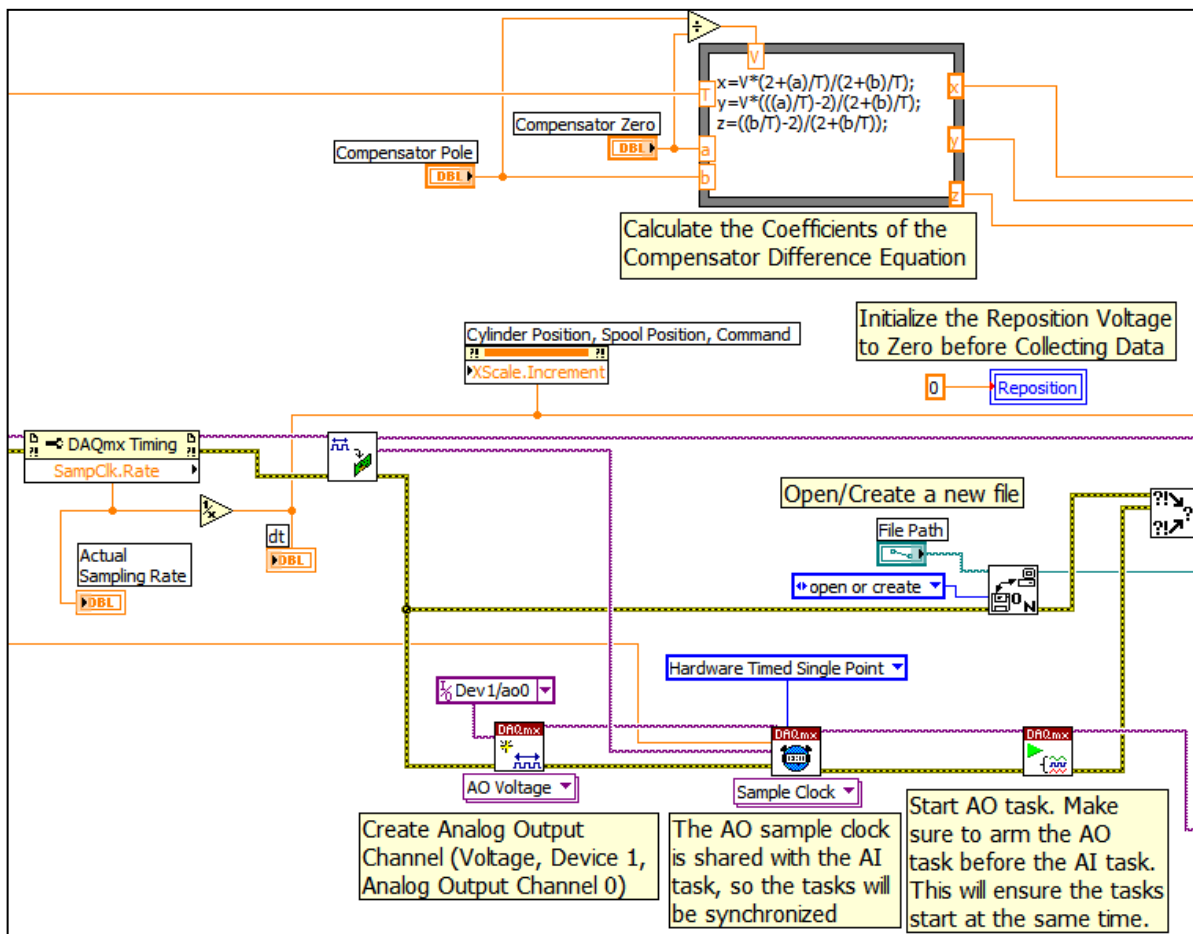 ÷
V
x=V*(2+(a)/T)/(2+(b)/T);
y=V*(((a)/T)-2)/(2+(b)/T);
z=((b/T)-2)/(2+(b/T));
T
a
b
x
y
z
Compensator Zero
DBL
Compensator Pole
DBL
Calculate the Coefficients of the
Compensator Difference Equation
Initialize the Reposition Voltage
to Zero before Collecting Data
0
Reposition
Cylinder Position, Spool Position, Command
?! ?!
XScale.Increment
DAQmx Timing
?! ?!
SampClk.Rate
1/x
dt
DBL
Actual
Sampling Rate
DBL
Open/Create a new file
File Path
open or create
O
N
?!
?
?!
Hardware Timed Single Point
I/O Dev1/ao0
DAQmx
AO Voltage
DAQmx
Sample Clock
DAQmx
Create Analog Output
Channel (Voltage, Device 1,
Analog Output Channel 0)
The AO sample clock
is shared with the AI
task, so the tasks will
be synchronized
Start AO task. Make
sure to arm the AO
task before the AI task.
This will ensure the tasks
start at the same time.